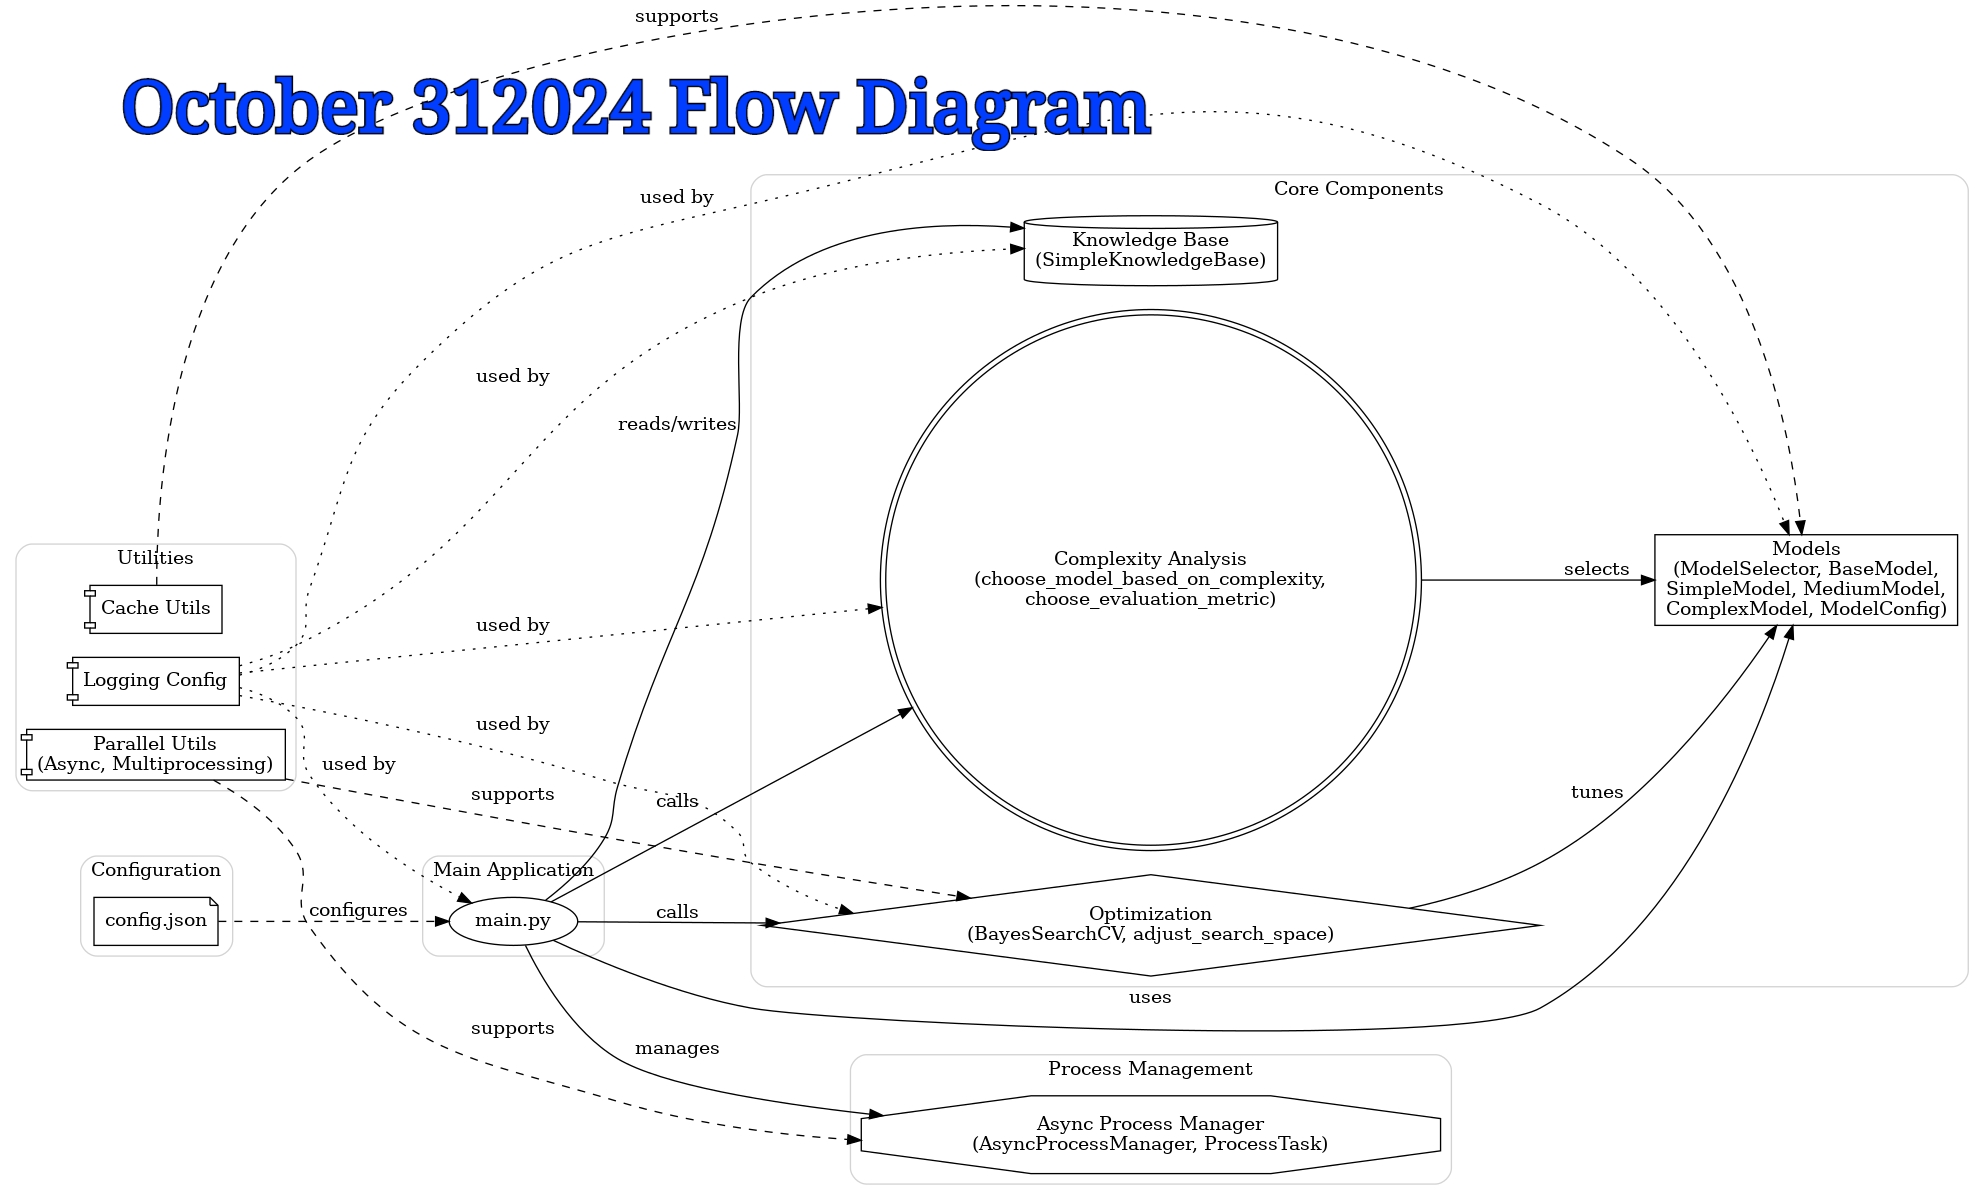 supports
October 312024 Flow Diagram
used by
Core Components
Knowledge Base
(SimpleKnowledgeBase)
used by
reads/writes
Utilities
Cache Utils
Logging Config
Parallel Utils
(Async, Multiprocessing)
used by
used by
used by
supports
calls
Complexity Analysis
(choose_model_based_on_complexity,
choose_evaluation_metric)
selects
Models
(ModelSelector, BaseModel,
SimpleModel, MediumModel,
ComplexModel, ModelConfig)
tunes
Configuration
config.json
configures
Main Application
main.py
calls
Optimization
(BayesSearchCV, adjust_search_space)
uses
supports
manages
Process Management
Async Process Manager
(AsyncProcessManager, ProcessTask)